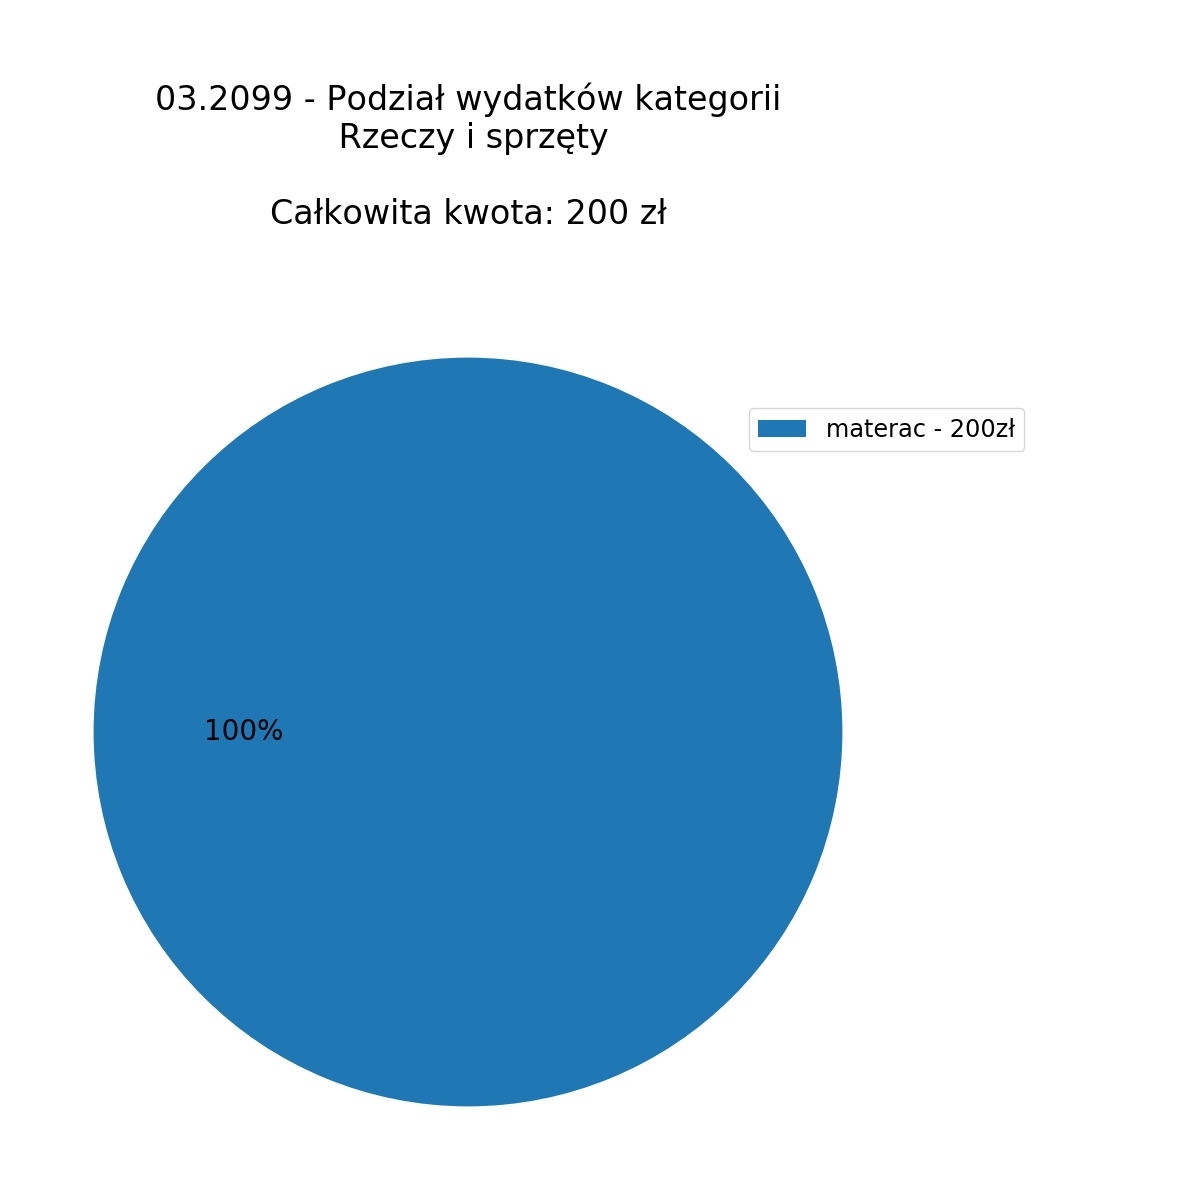 03.2099 - Podział wydatków kategorii
Rzeczy i sprzęty
Całkowita kwota: 200 zł
materac - 200zł
100%